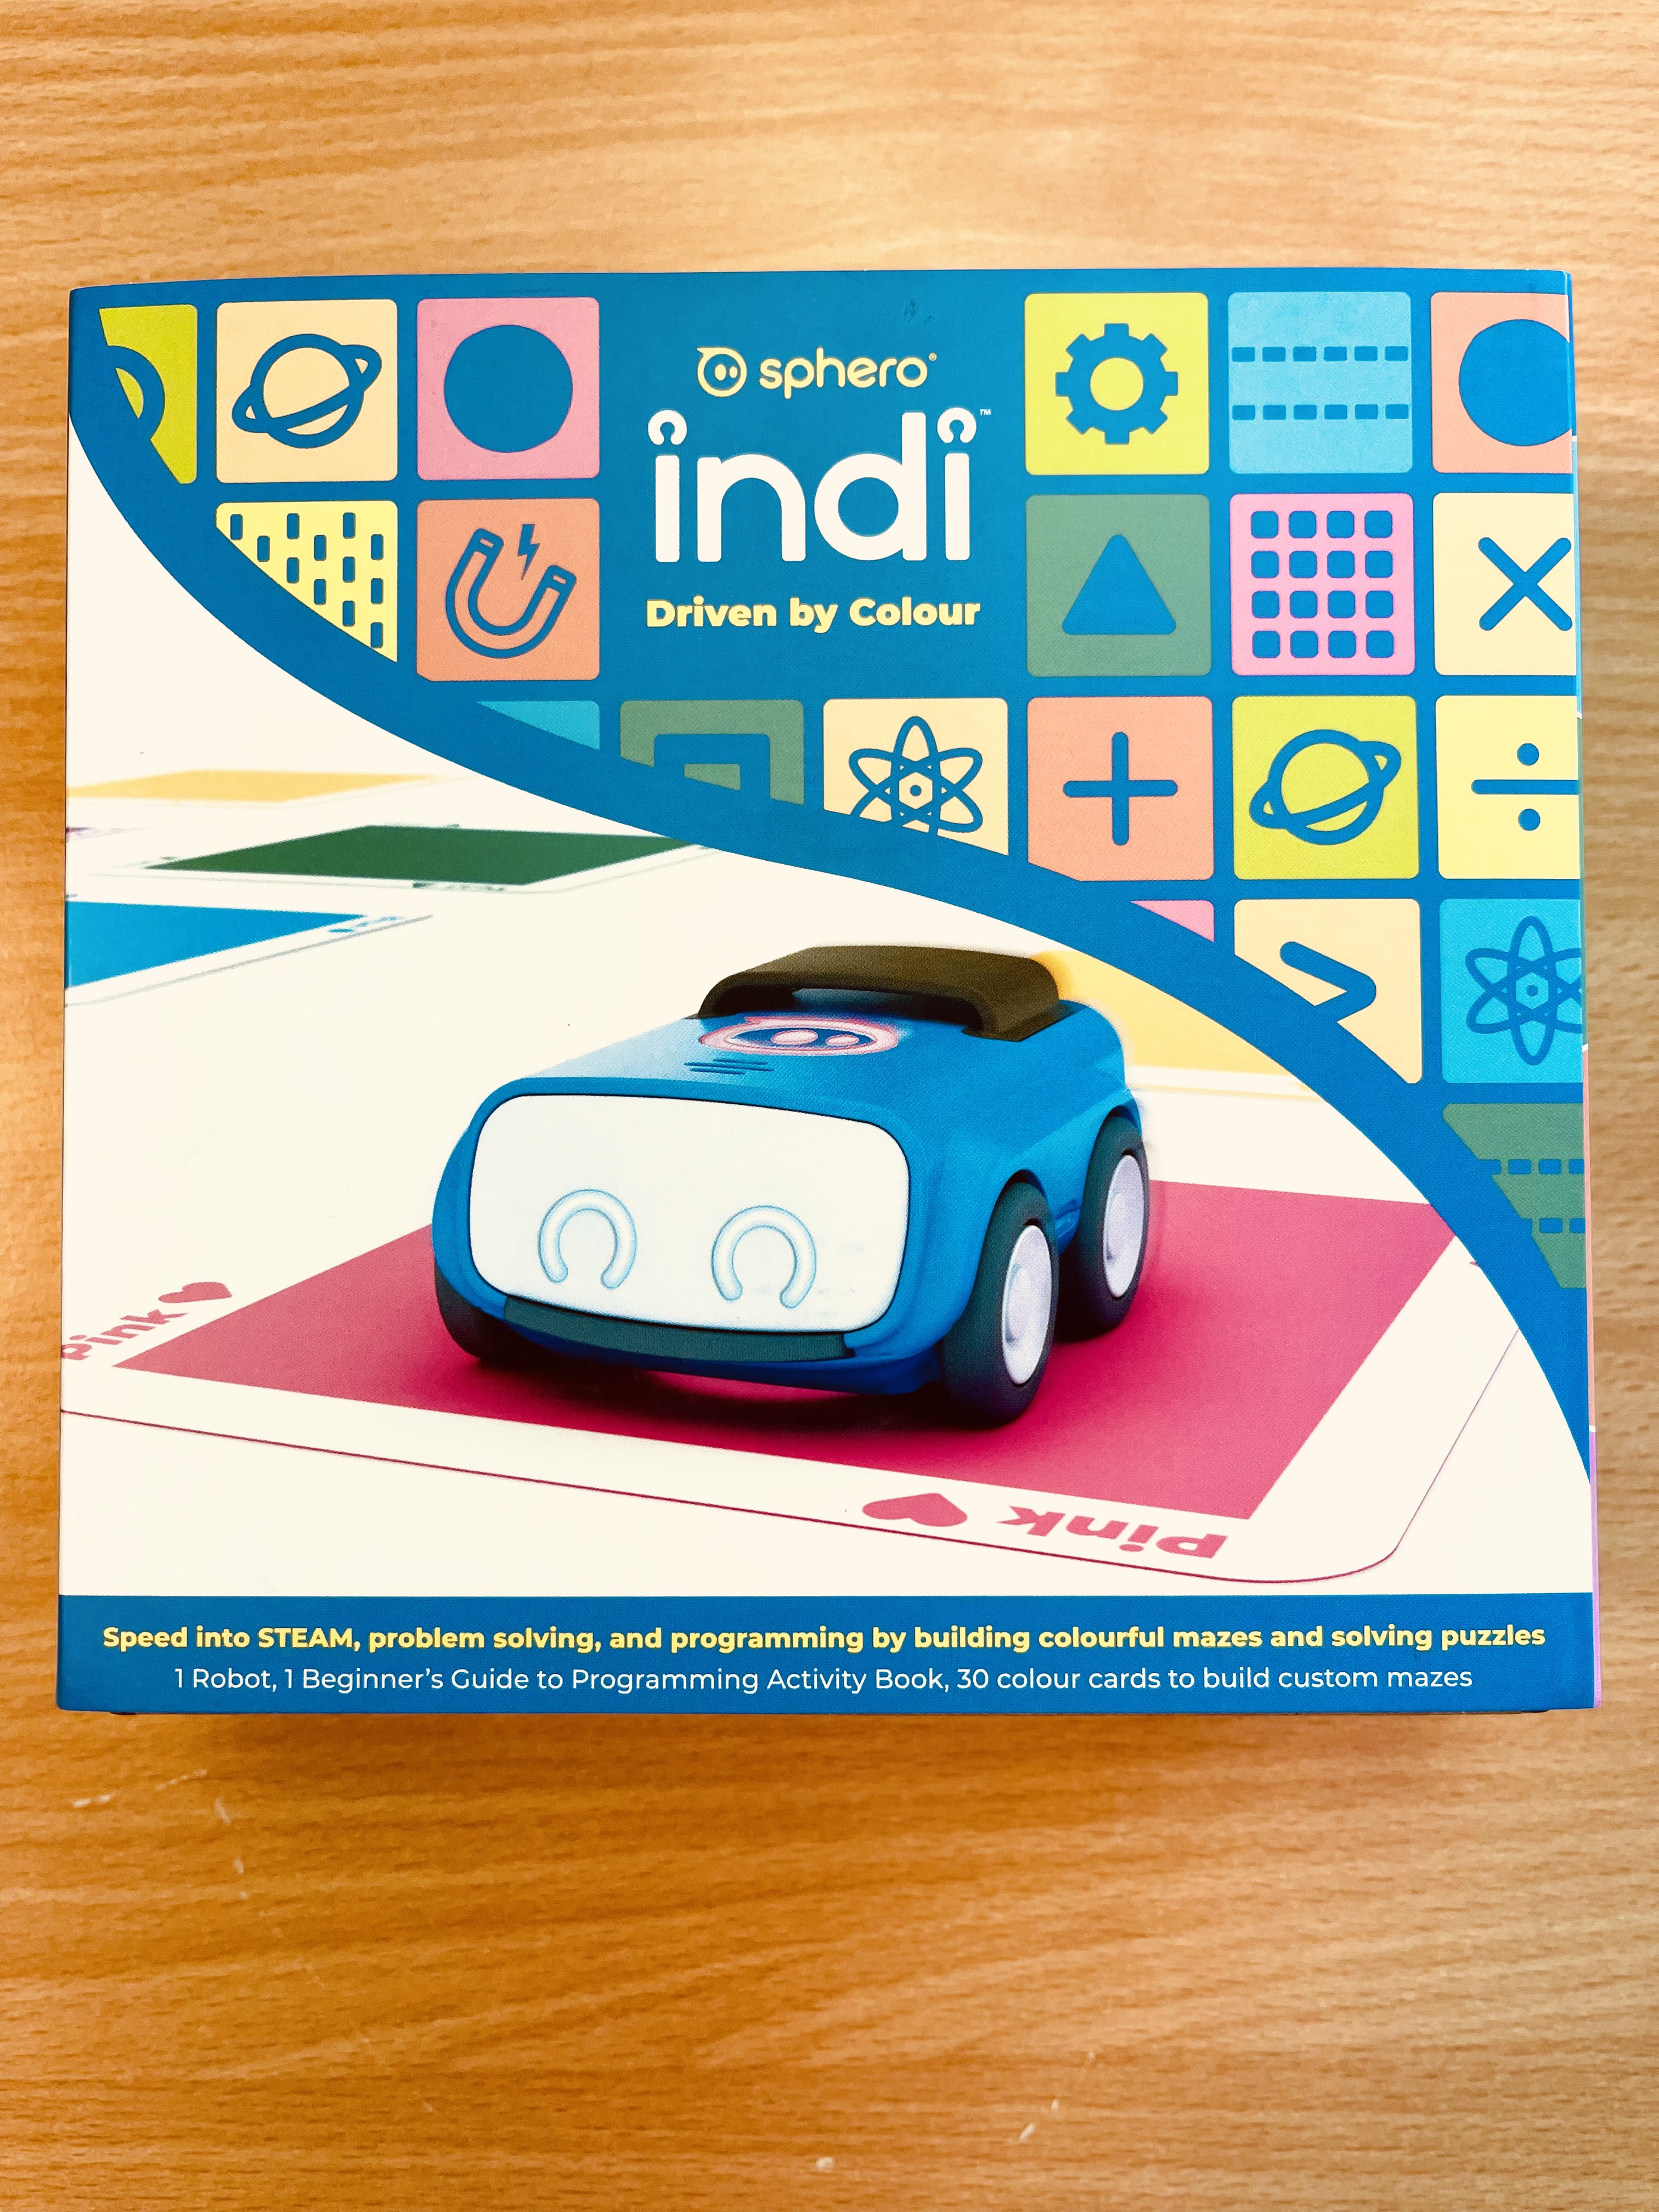 sphero®
indi™
Driven by Colour
Pink
Pink
Speed into STEAM, problem solving, and programming by building colourful mazes and solving puzzles
1 Robot, 1 Beginner's Guide to Programming Activity Book, 30 colour cards to build custom mazes